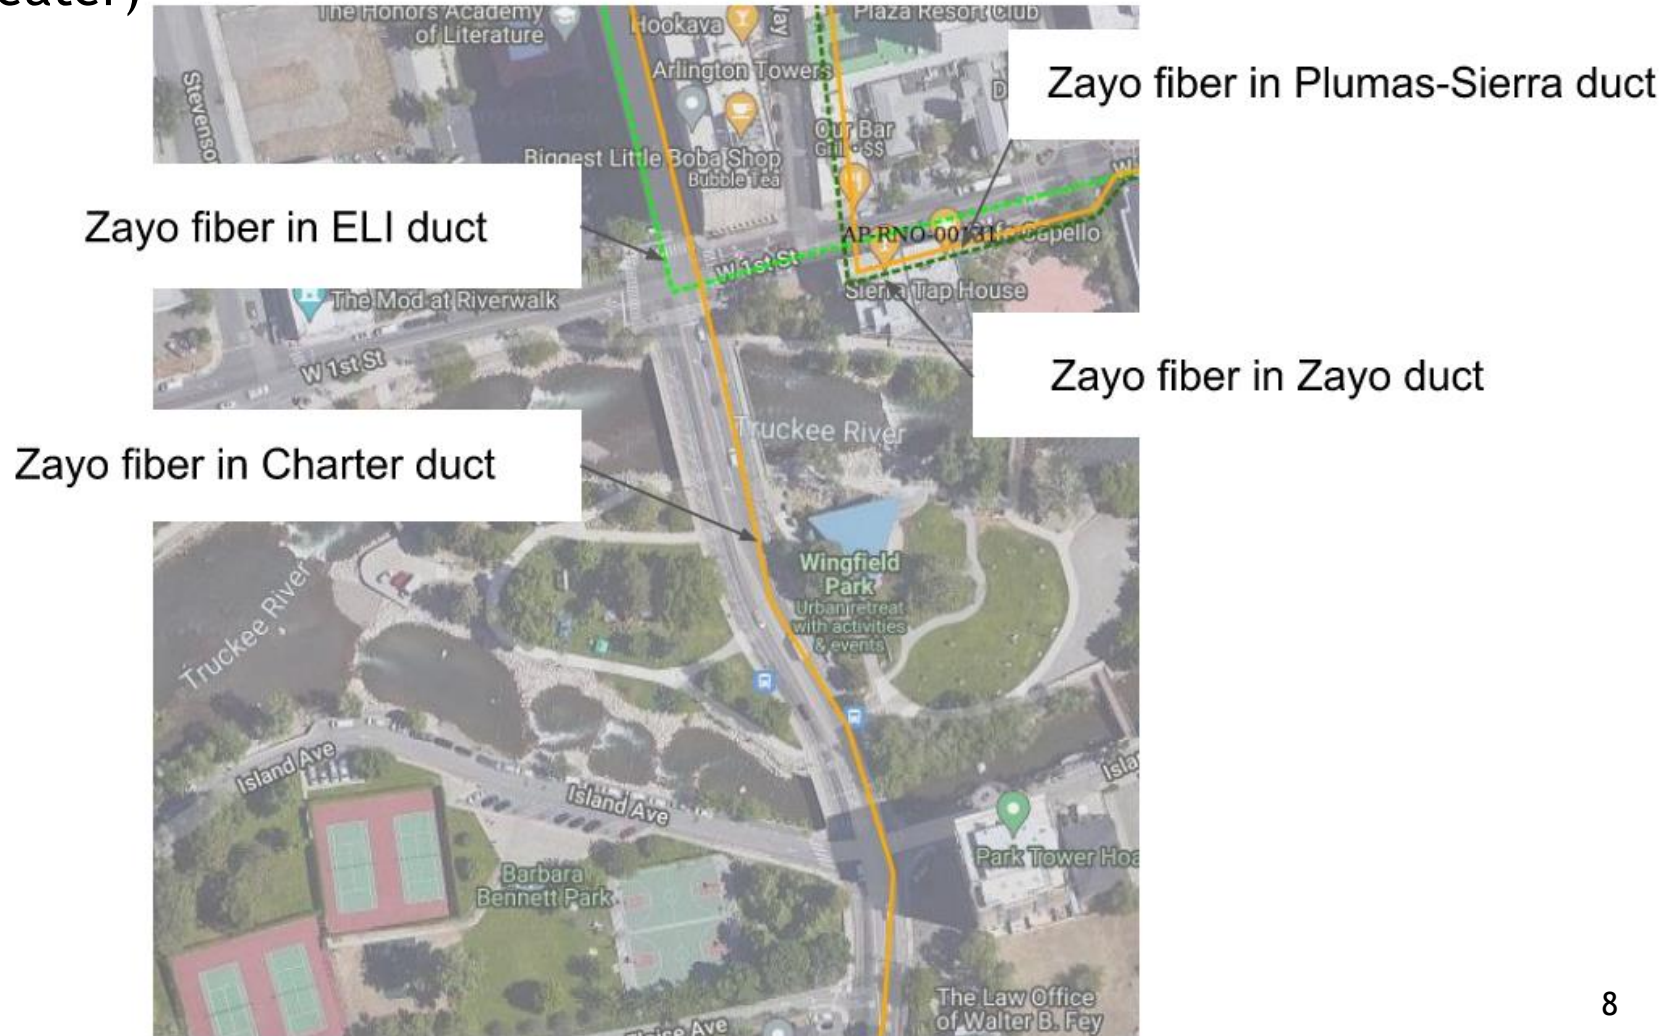 The Honors Academy
of Literature
Hookava
Plaza Resort Club
Arlington Towers
Zayo fiber in Plumas-Sierra duct
Our Bar
Grill • $$
Biggest Little Boba Shop
Bubble Tea
Zayo fiber in ELI duct
AP-RNO-00131
W 1st St
Sierra Tap House
The Mod at Riverwalk
W 1st St
Zayo fiber in Zayo duct
Truckee River
Zayo fiber in Charter duct
Wingfield
Park
Urban retreat
with activities
& events
Truckee River
Island Ave
Island Ave
Park Tower Hoa
Barbara
Bennett Park
The Law Office
of Walter B. Fey
8